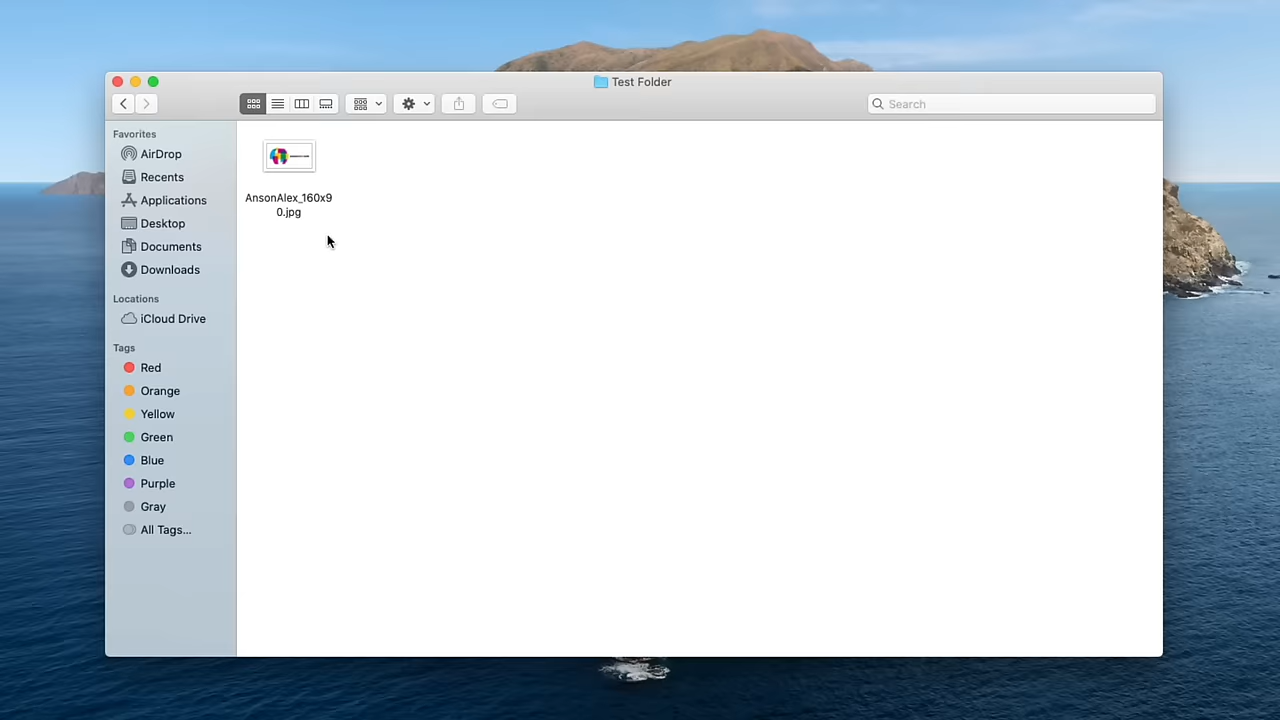 Test Folder
Search
Favorites
AirDrop
Recents
Applications
Desktop
Documents
Downloads
Locations
iCloud Drive
Tags
Red
Orange
Yellow
Green
Blue
Purple
Gray
All Tags...
AnsonAlex_160x9
0.jpg